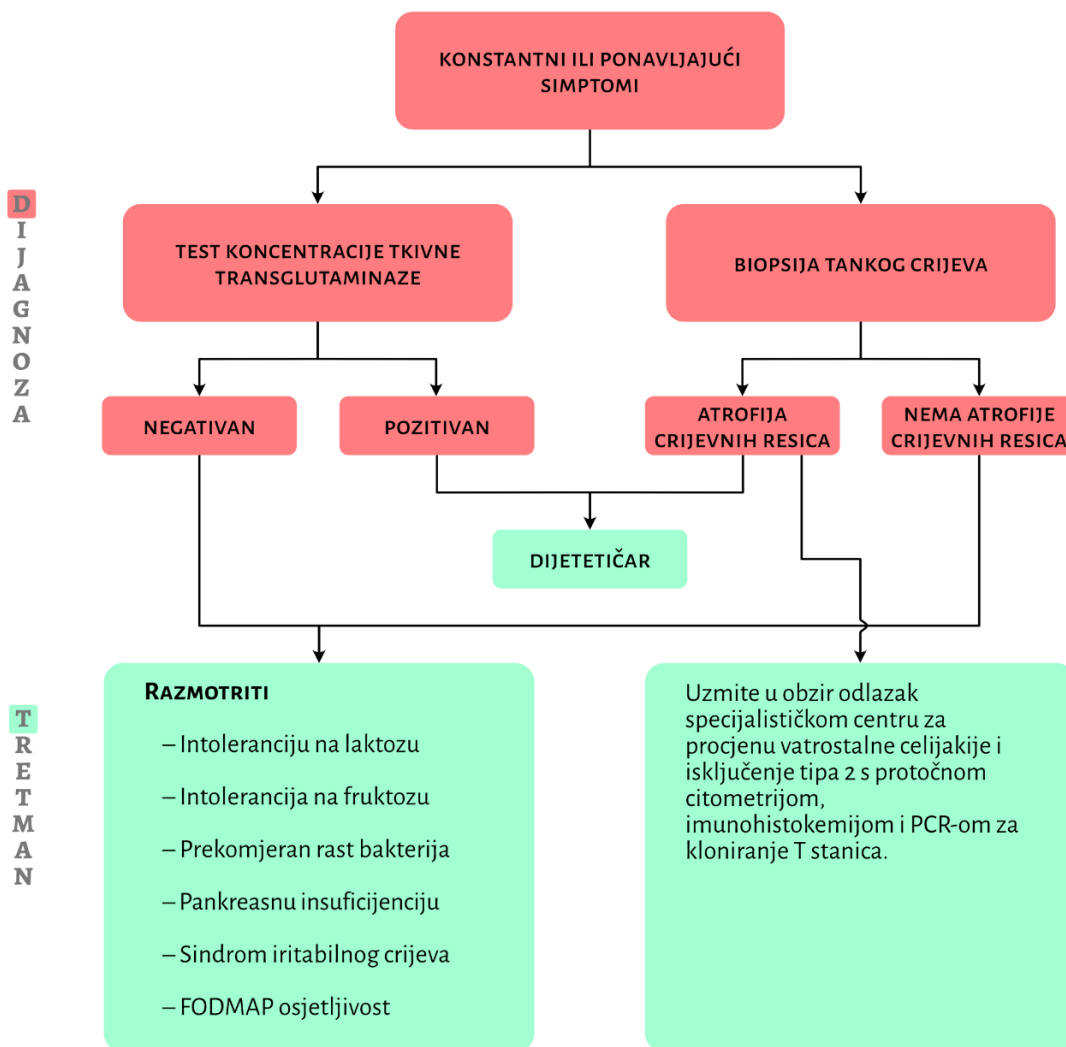 KONSTANTNI ILI PONAVLJAJUĆI
SIMPTOMI
DIJAGNOZA
TEST KONCENTRACIJE TKIVNE
TRANSGLUTAMINAZE
BIOPSIJA TANKOG CRIJEVA
NEGATIVAN
POZITIVAN
ATROFIJA
CRIJEVNIH RESICA
NEMA ATROFIJE
CRIJEVNIH RESICA
DIJETETIČAR
TRETMAN
RAZMOTRITI
– Intoleranciju na laktozu
– Intolerancija na fruktozu
– Prekomjeran rast bakterija
– Pankreasnu insuficijenciju
– Sindrom iritabilnog crijeva
– FODMAP osjetljivost
Uzmite u obzir odlazak
specijalističkom centru za
procjenu vatrostalne celijakije i
isključenje tipa 2 s protočnom
citometrijom,
imunohistokemijom i PCR-om za
kloniranje T stanica.